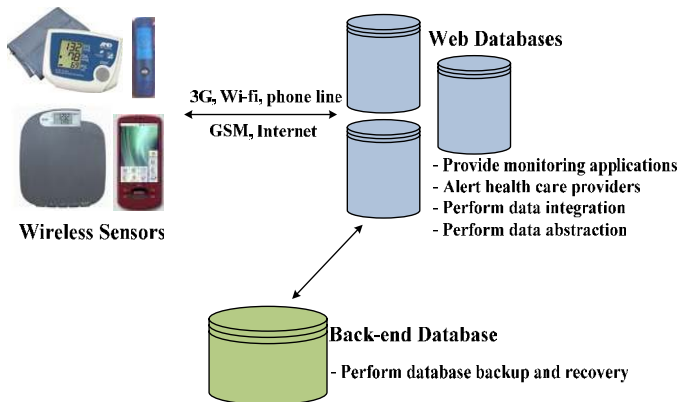 Web Databases
3G, Wi-fi, phone line
GSM, Internet
- Provide monitoring applications
- Alert health care providers
- Perform data integration
- Perform data abstraction
Wireless Sensors
Back-end Database
- Perform database backup and recovery